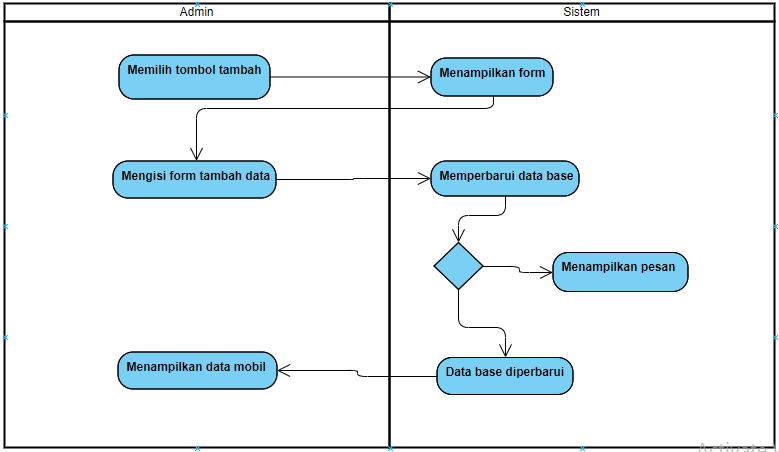 Admin
Sistem
Memilih tombol tambah
Menampilkan form
Mengisi form tambah data
Memperbarui data base
Menampilkan pesan
Menampilkan data mobil
Data base diperbarui